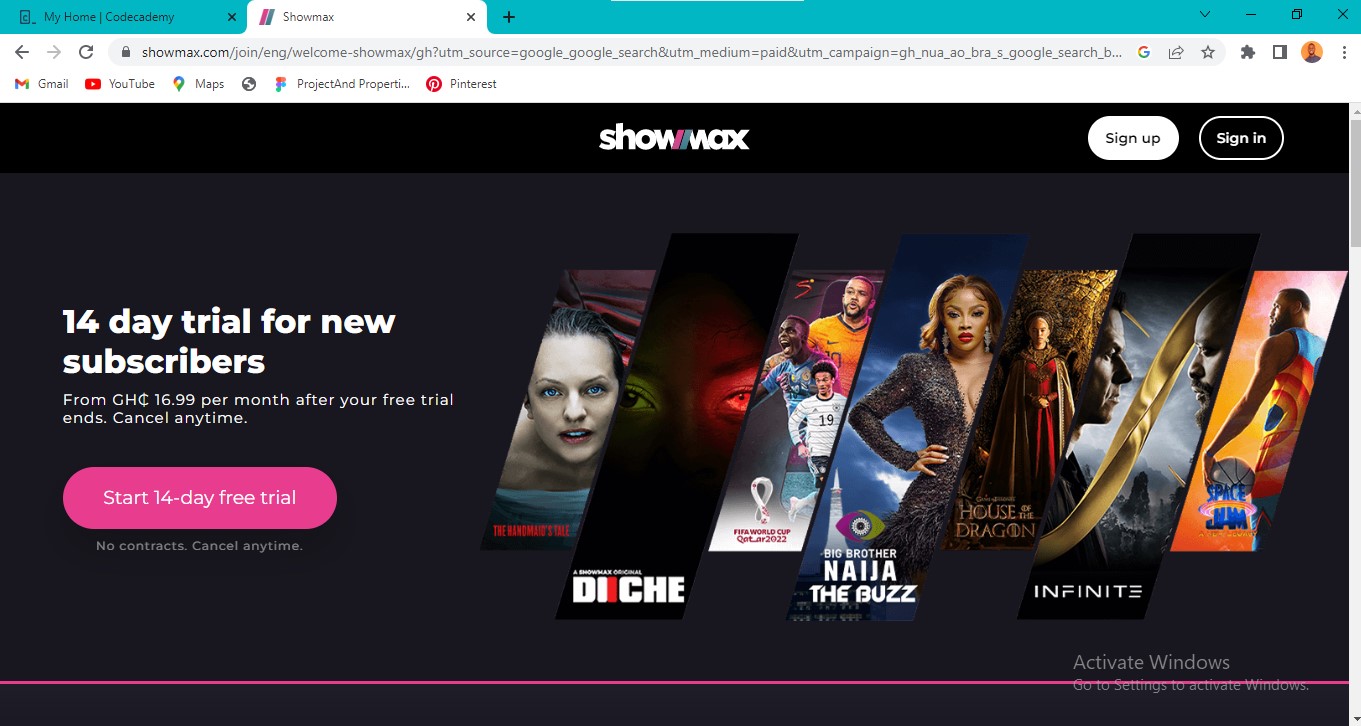 My Home | Codecademy
Showmax
showmax.com/join/eng/welcome-showmax/gh?utm_source=google_google_search&utm_medium=paid&utm_campaign=gh_nua_ao_bra_s_google_search_b...
Gmail
YouTube
Maps
ProjectAnd Properti...
Pinterest
showmax
Sign up
Sign in
14 day trial for new
subscribers
From GH₵ 16.99 per month after your free trial
ends. Cancel anytime.
Start 14-day free trial
No contracts. Cancel anytime.
THE HANDMAID'S TALE
A SHOWMAX ORIGINAL
DIICHE
19
FIFA WORLD CUP
Qatar2022
BIG BROTHER
NAIJA
THE BUZZ
GAME OF THRONES
HOUSE OF THE
DRAGON
INFINITE
SPACE
JAM
Activate Windows
Go to Settings to activate Windows.